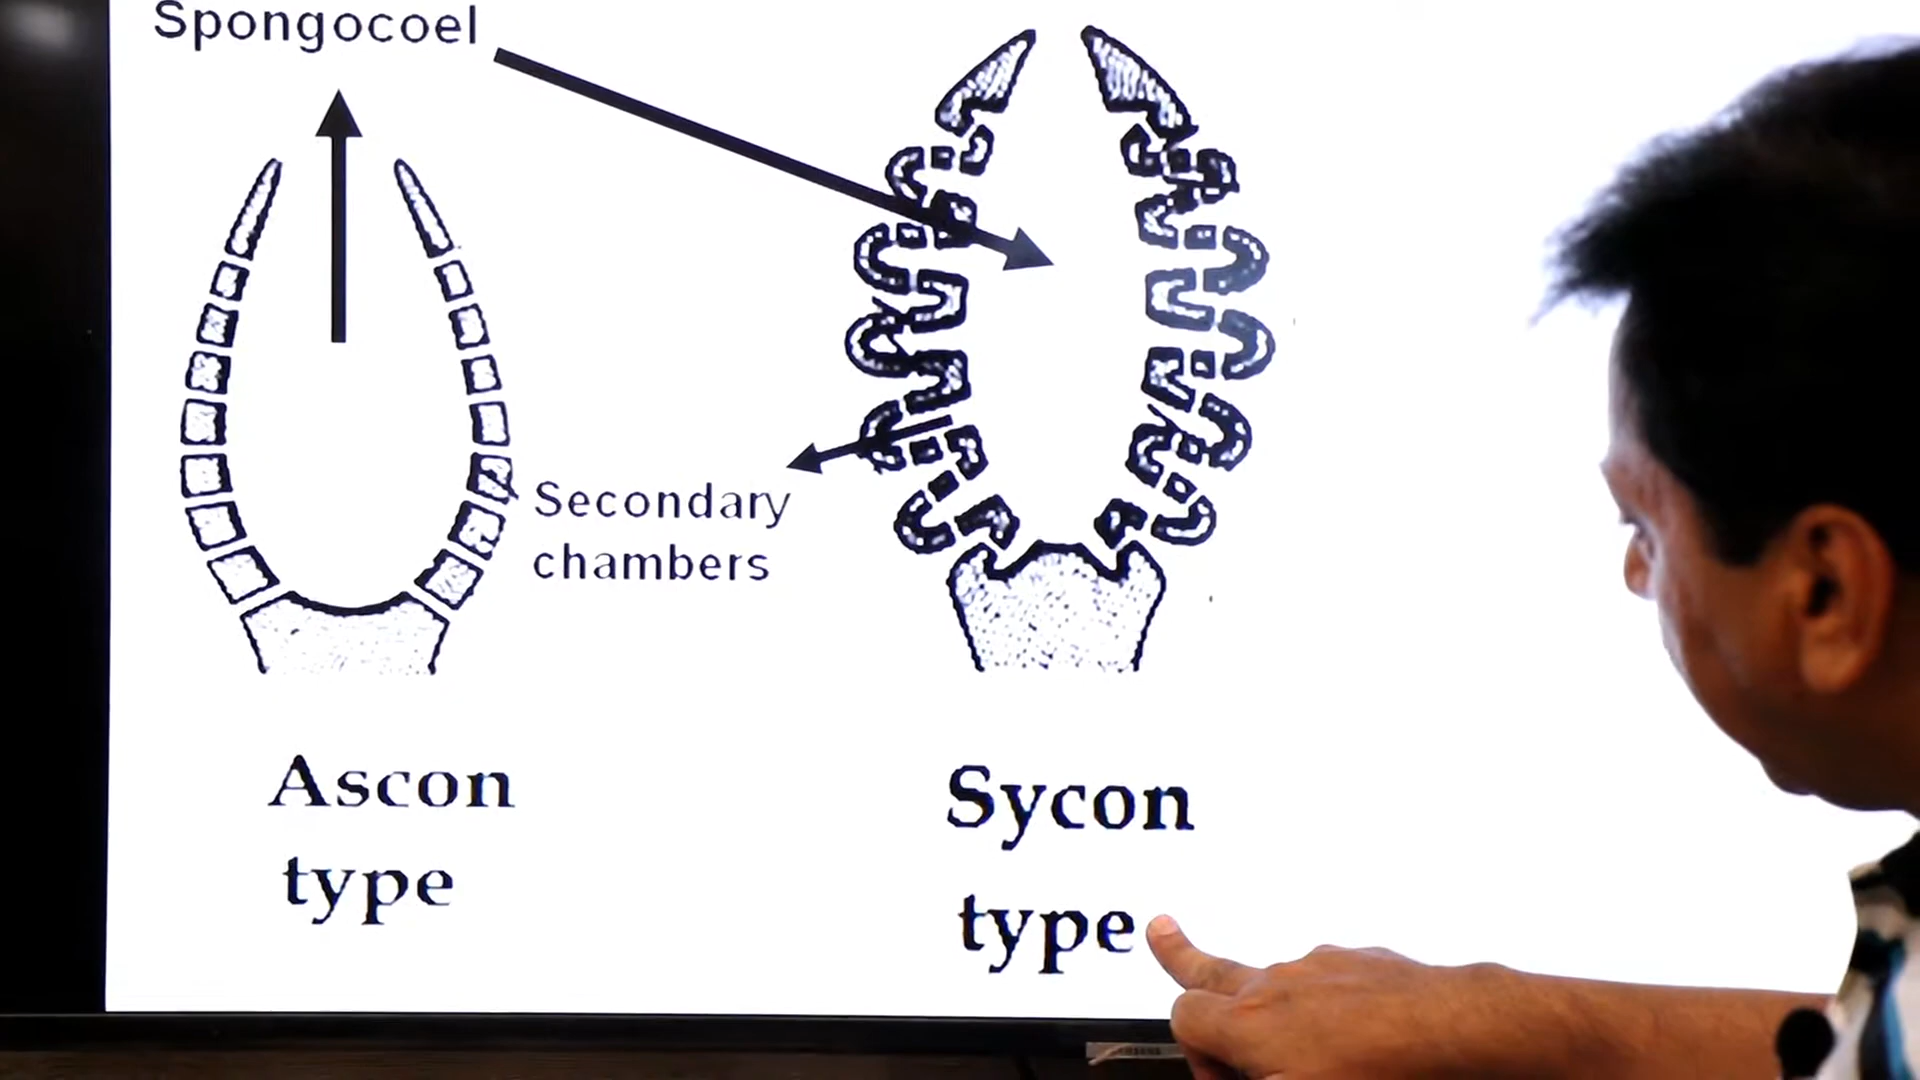 Spongocoel
Secondary
chambers
Ascon
type
Sycon
type